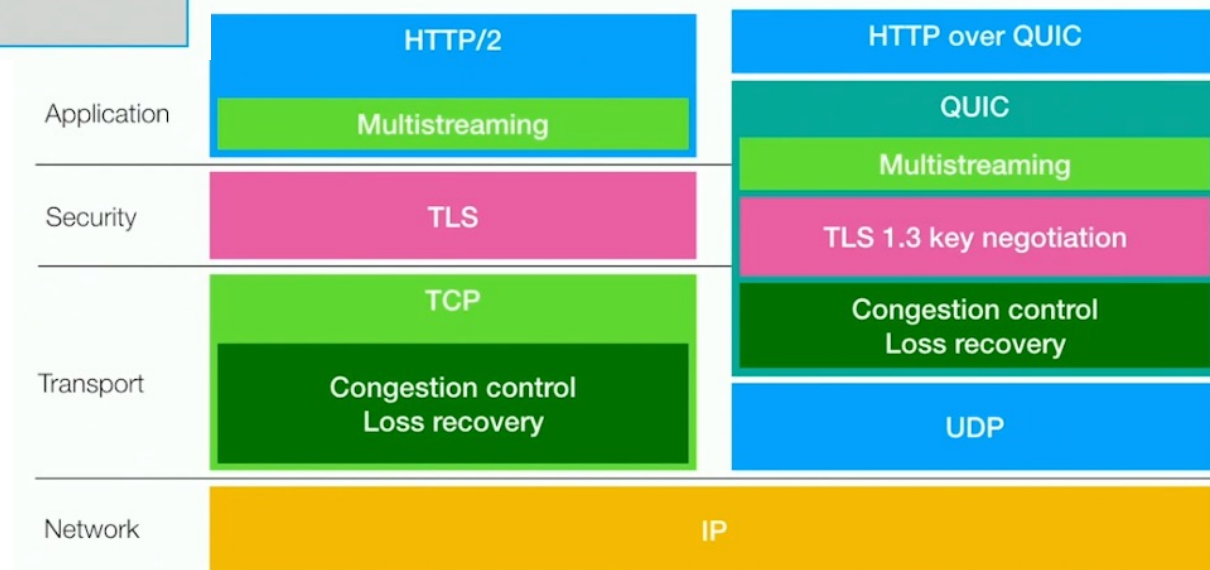 HTTP/2
HTTP over QUIC
Application
Multistreaming
QUIC
Multistreaming
Security
TLS
TLS 1.3 key negotiation
TCP
Congestion control
Loss recovery
Transport
Congestion control
Loss recovery
UDP
Network
IP